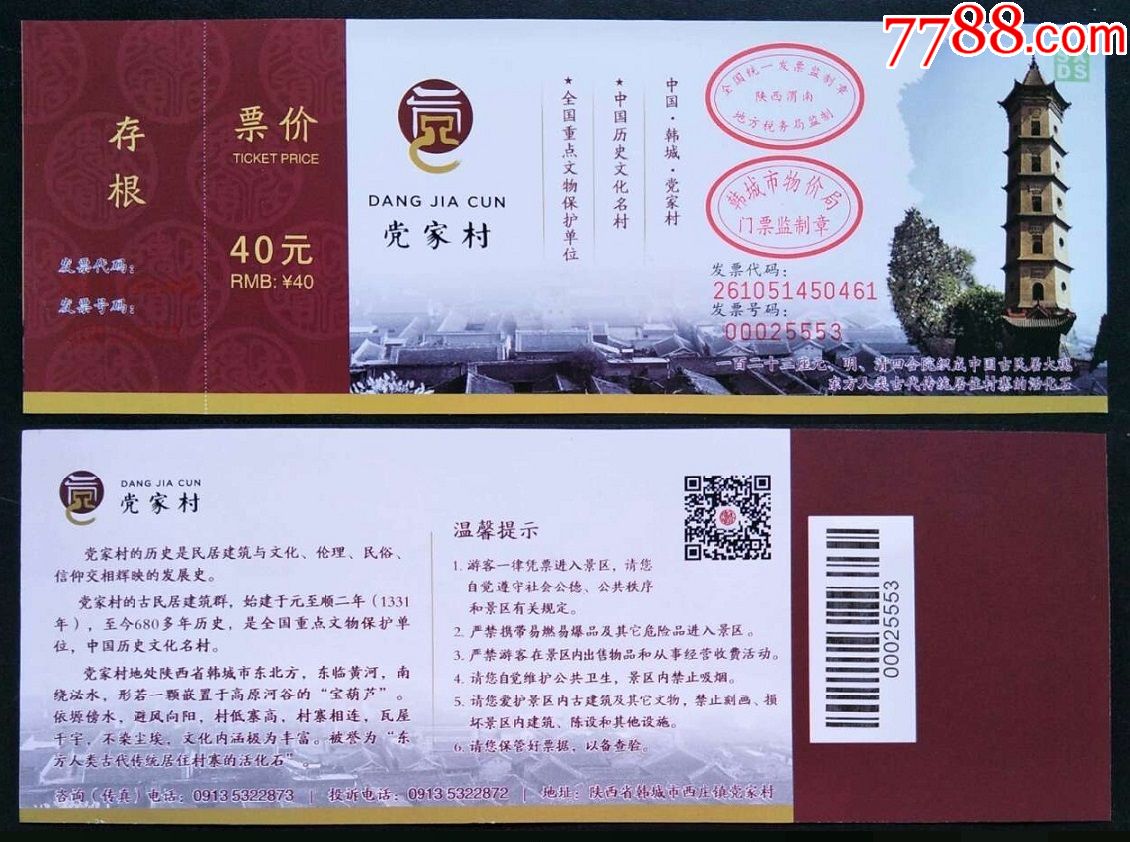 7788.com
存
根
发票代码：
发票号码：
票价
TICKET PRICE
40元
RMB: ¥40
DANG JIA CUN
党家村
★全国重点文物保护单位
★中国历史文化名村
中国·韩城·党家村
全国统一发票监制章
陕西渭南
地方税务局监制
韩城市物价局
门票监制章
发票代码：
261051450461
发票号码：
00025553
一百二十三座元、明、清四合院织成中国古民居大观
东方人类古代传统居住村寨的活化石
DANG JIA CUN
党家村
党家村的历史是民居建筑与文化、伦理、民俗、
信仰交相辉映的发展史。
党家村的古民居建筑群，始建于元至顺二年（1331
年），至今680多年历史，是全国重点文物保护单
位，中国历史文化名村。
党家村地处陕西省韩城市东北方，东临黄河，南
绕泌水，形若一颗嵌置于高原河谷的“宝葫芦”。
依塬傍水，避风向阳，村低寨高，村寨相连，瓦屋
千宇，不染尘埃，文化内涵极为丰富。被誉为“东
方人类古代传统居住村寨的活化石”。
温馨提示
1. 游客一律凭票进入景区，请您
自觉遵守社会公德、公共秩序
和景区有关规定。
2. 严禁携带易燃易爆品及其它危险品进入景区。
3. 严禁游客在景区内出售物品和从事经营收费活动。
4. 请您自觉维护公共卫生，景区内禁止吸烟。
5. 请您爱护景区内古建筑及其它文物，禁止刻画、损
坏景区内建筑、陈设和其他设施。
6. 请您保管好票据，以备查验。
咨询（传真）电话：0913 5322873 | 投诉电话：0913 5322872 | 地址：陕西省韩城市西庄镇党家村
00025553